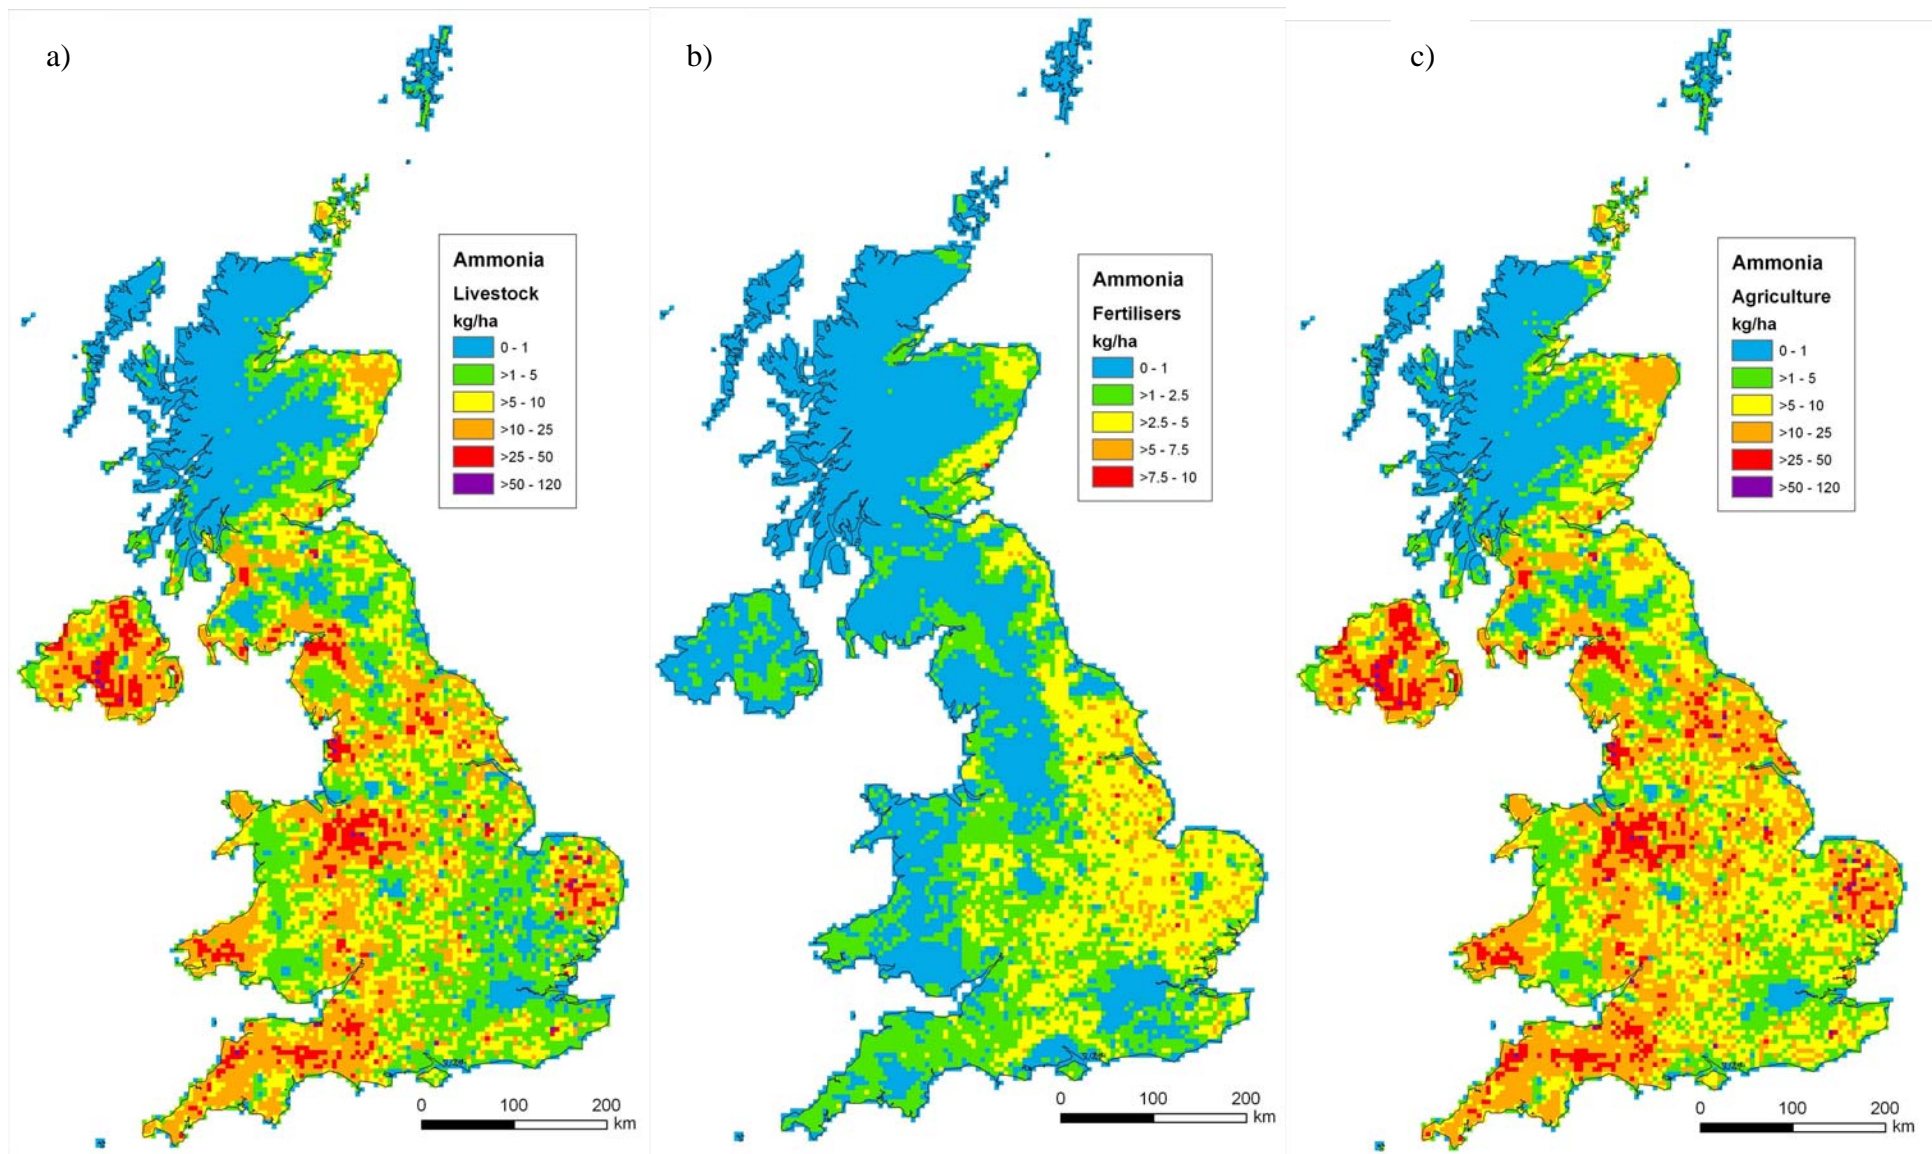 a)
Ammonia
Livestock
kg/ha
0 - 1
>1 - 5
>5 - 10
>10 - 25
>25 - 50
>50 - 120
0 100 200
km
b)
Ammonia
Fertilisers
kg/ha
0 - 1
>1 - 2.5
>2.5 - 5
>5 - 7.5
>7.5 - 10
0 100 200
km
c)
Ammonia
Agriculture
kg/ha
0 - 1
>1 - 5
>5 - 10
>10 - 25
>25 - 50
>50 - 120
0 100 200
km